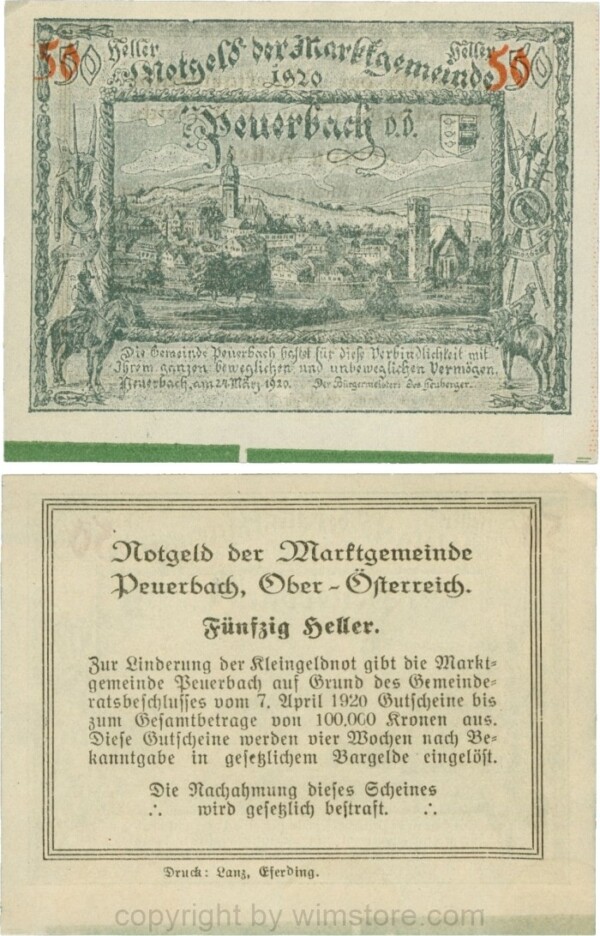 50 Heller Notgeld der Marktgemeinde Heller 50
1920
Peuerbach O.Ö.
Die Gemeinde Peuerbach haftet für diese Verbindlichkeit mit
Ihrem ganzen beweglichen und unbeweglichen Vermögen.
Peuerbach, am 24. März 1920. Der Bürgermeister:
Notgeld der Marktgemeinde
Peuerbach, Ober-Österreich.
Fünfzig Heller.
Zur Linderung der Kleingeldnot gibt die Markt-
gemeinde Peuerbach auf Grund des Gemeinde-
ratsbeschlusses vom 7. April 1920 Gutscheine bis
zum Gesamtbetrage von 100,000 Kronen aus.
Diese Gutscheine werden vier Wochen nach Be-
kanntgabe in gesetzlichem Bargelde eingelöst.
Die Nachahmung dieses Scheines
∴ wird gesetzlich bestraft. ∴
Druck: Lanz, Eferding.
copyright by wimstore.com